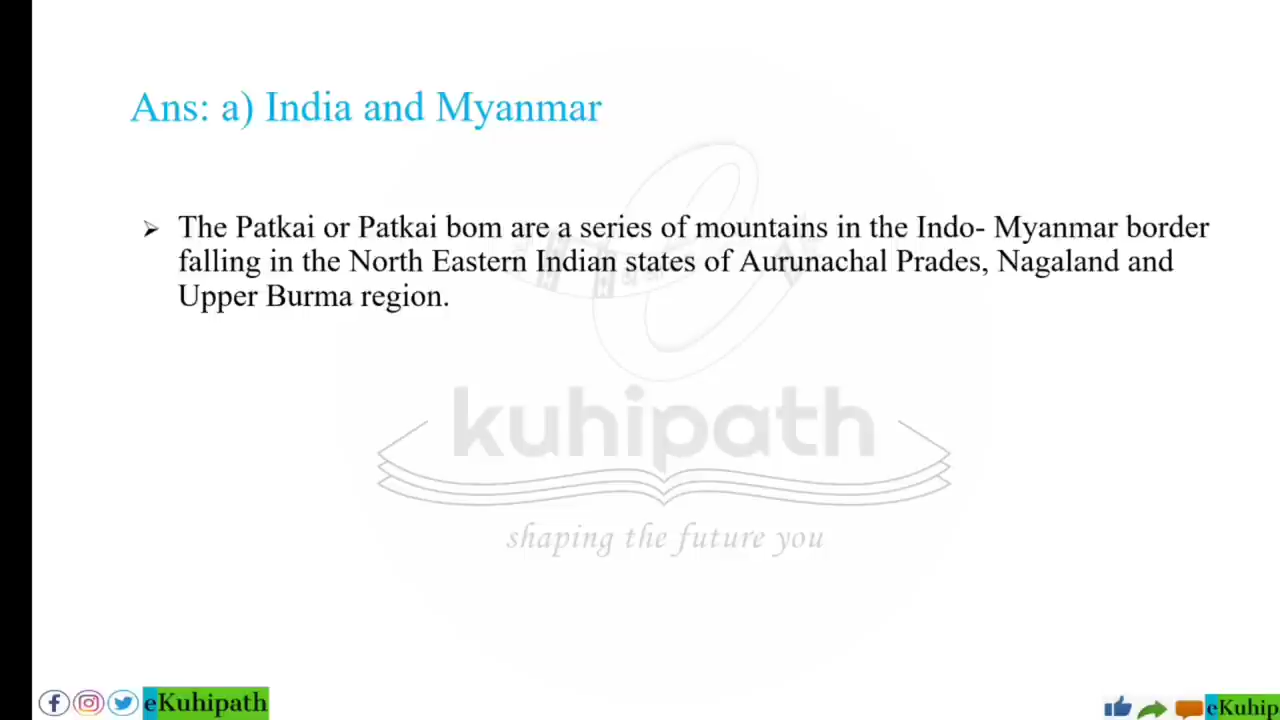 Ans: a) India and Myanmar
➢ The Patkai or Patkai bom are a series of mountains in the Indo- Myanmar border
falling in the North Eastern Indian states of Aurunachal Prades, Nagaland and
Upper Burma region.
kuhipath
shaping the future you
eKuhipath
eKuhip